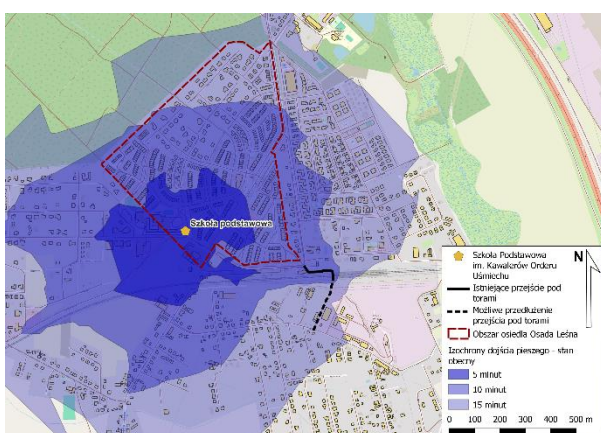 Szkoła podstawowa
Szkoła Podstawowa
im. Kawalerów Orderu
Uśmiechu
N
Istniejące przejście pod
torami
Możliwe przedłużenie
przejścia pod torami
Obszar osiedla Osada Leśna
Izochrony dojścia pieszego - stan
obecny
5 minut
10 minut
15 minut
0 100 200 300 400 500 m